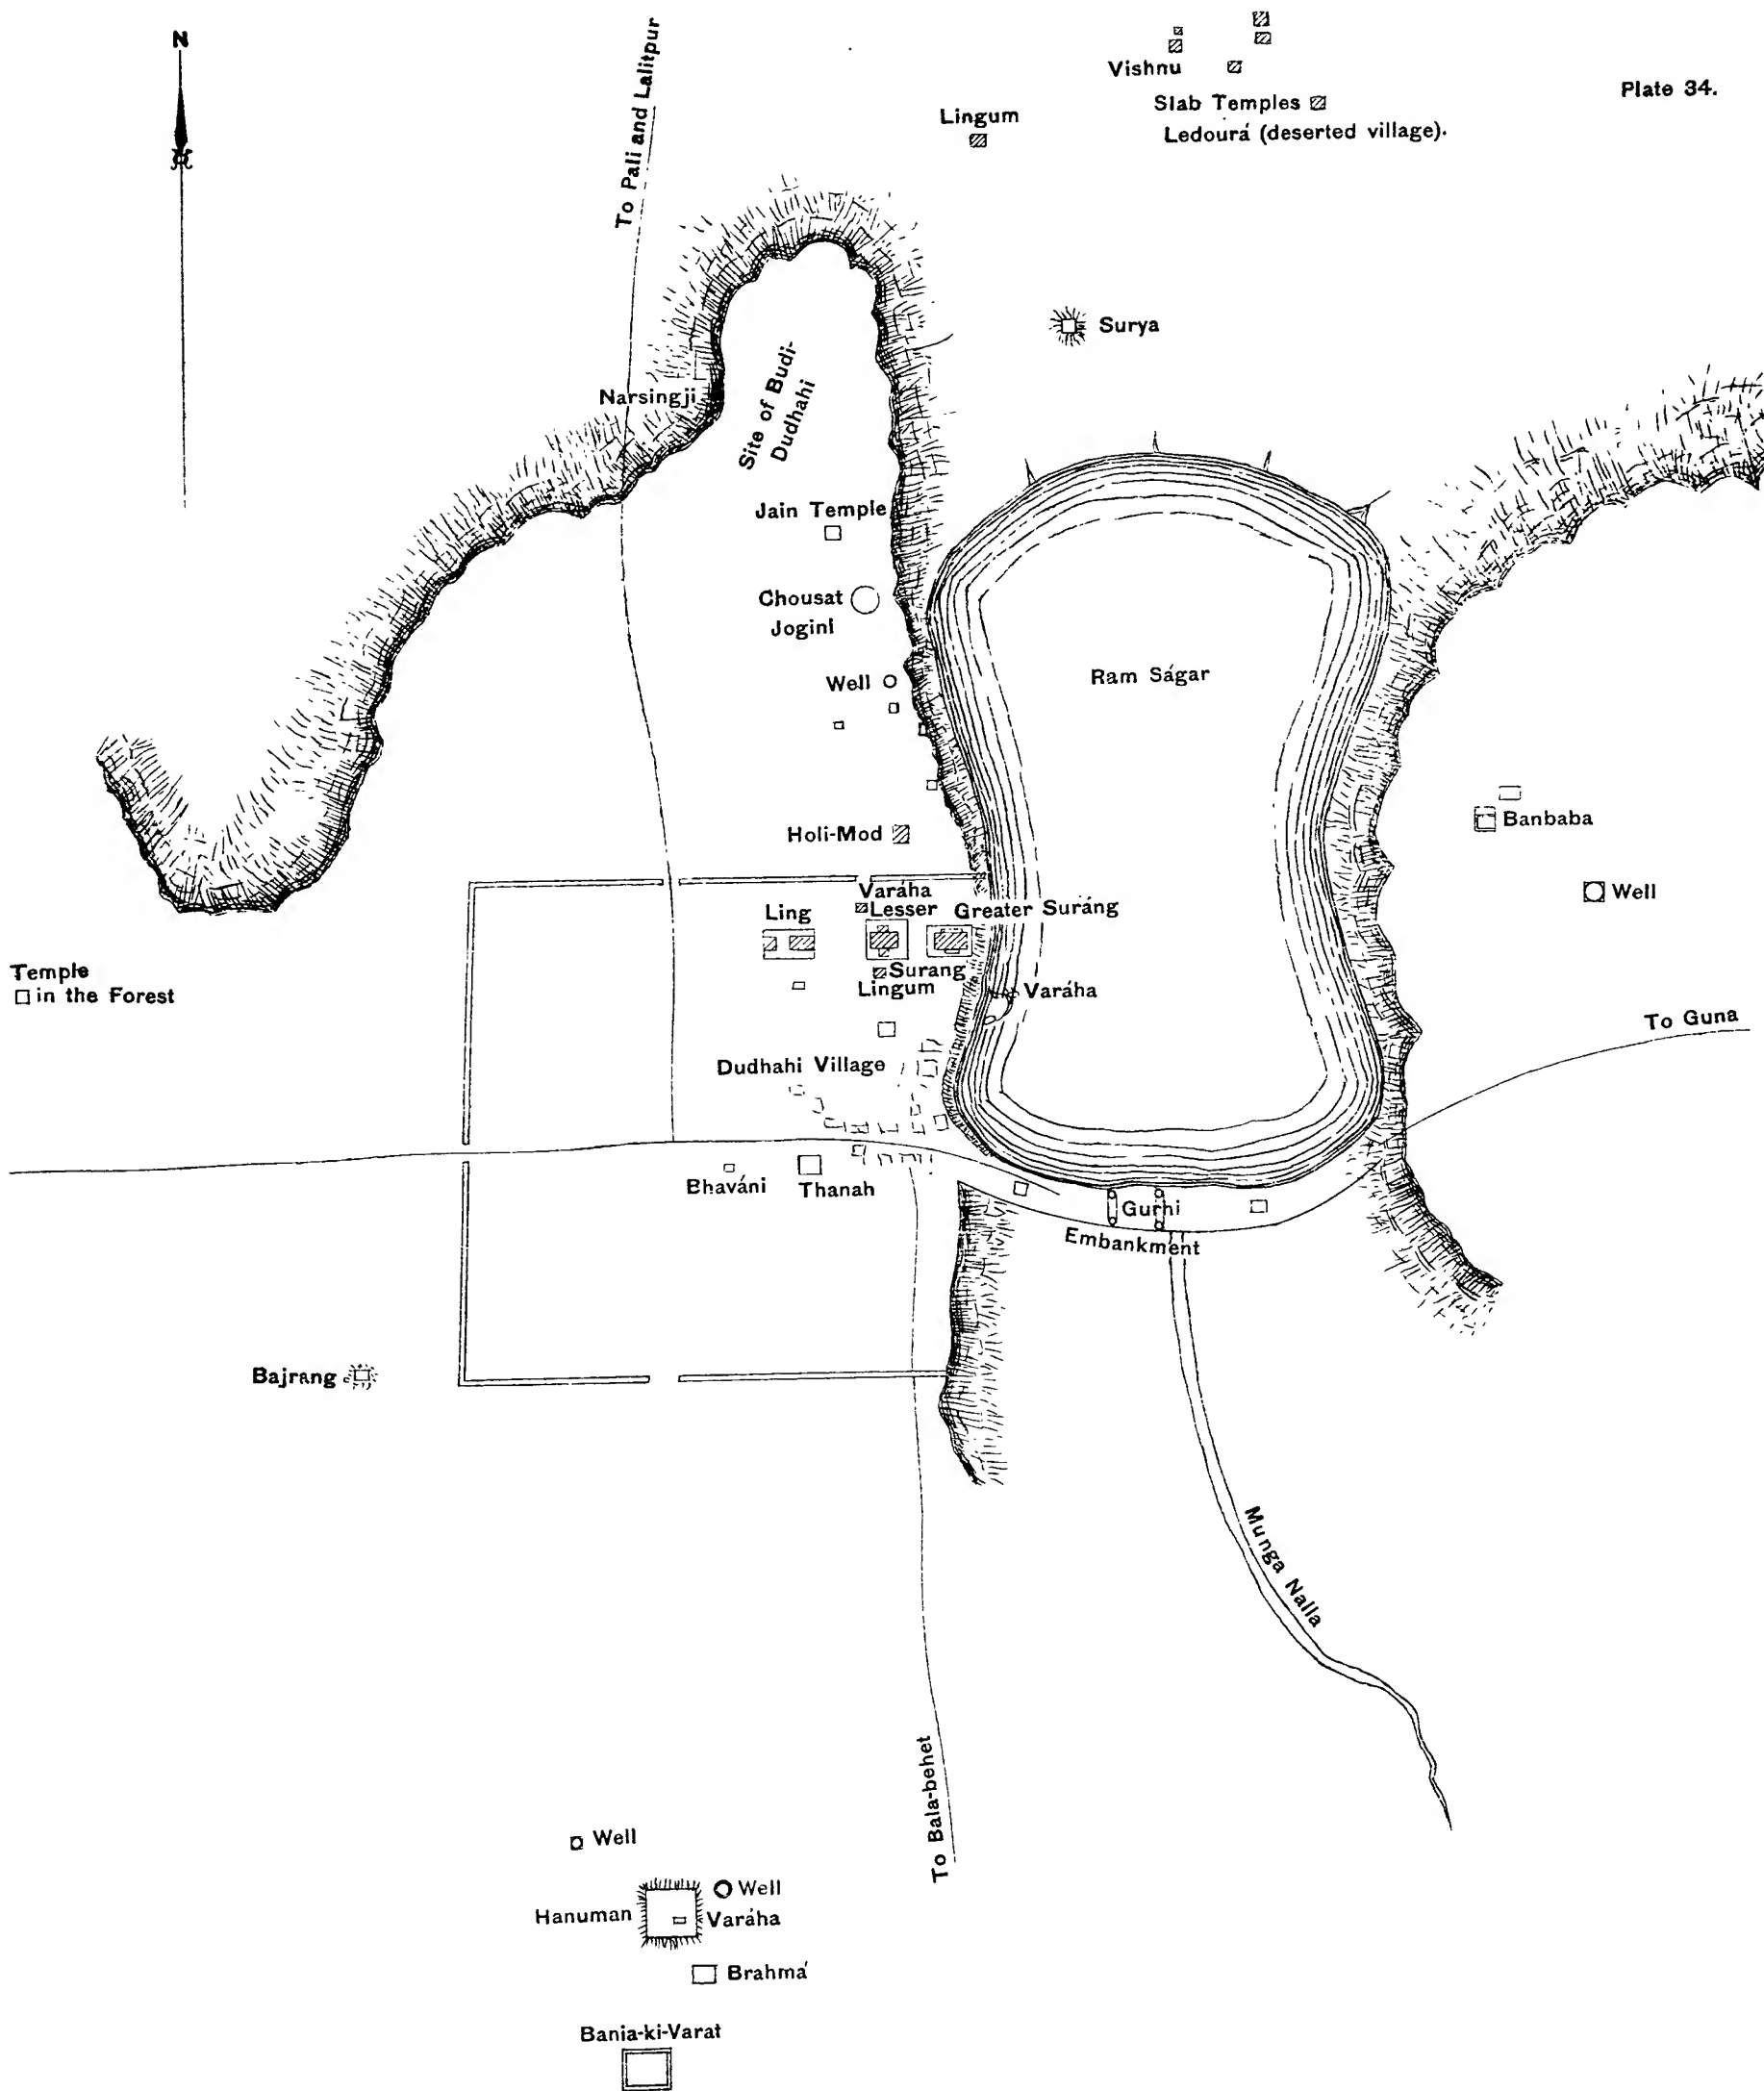 N
To Pali and Lalitpur
Vishnu
Plate 34.
Slab Temples
Lingum
Ledourá (deserted village).
Surya
Narsingji
Site of Budi-
Dudhahi
Jain Temple
Chousat
Jogini
Well
Ram Ságar
Holi-Mod
Banbaba
Well
Varáha
Ling
Lesser
Greater Suráng
Surang
Lingum
Varáha
Temple
in the Forest
To Guna
Dudhahi Village
Bhaváni
Thanah
Gurhi
Embankment
Bajrang
Munga Nalla
To Bala-behet
Well
Well
Hanuman
Varáha
Brahmá
Bania-ki-Varat